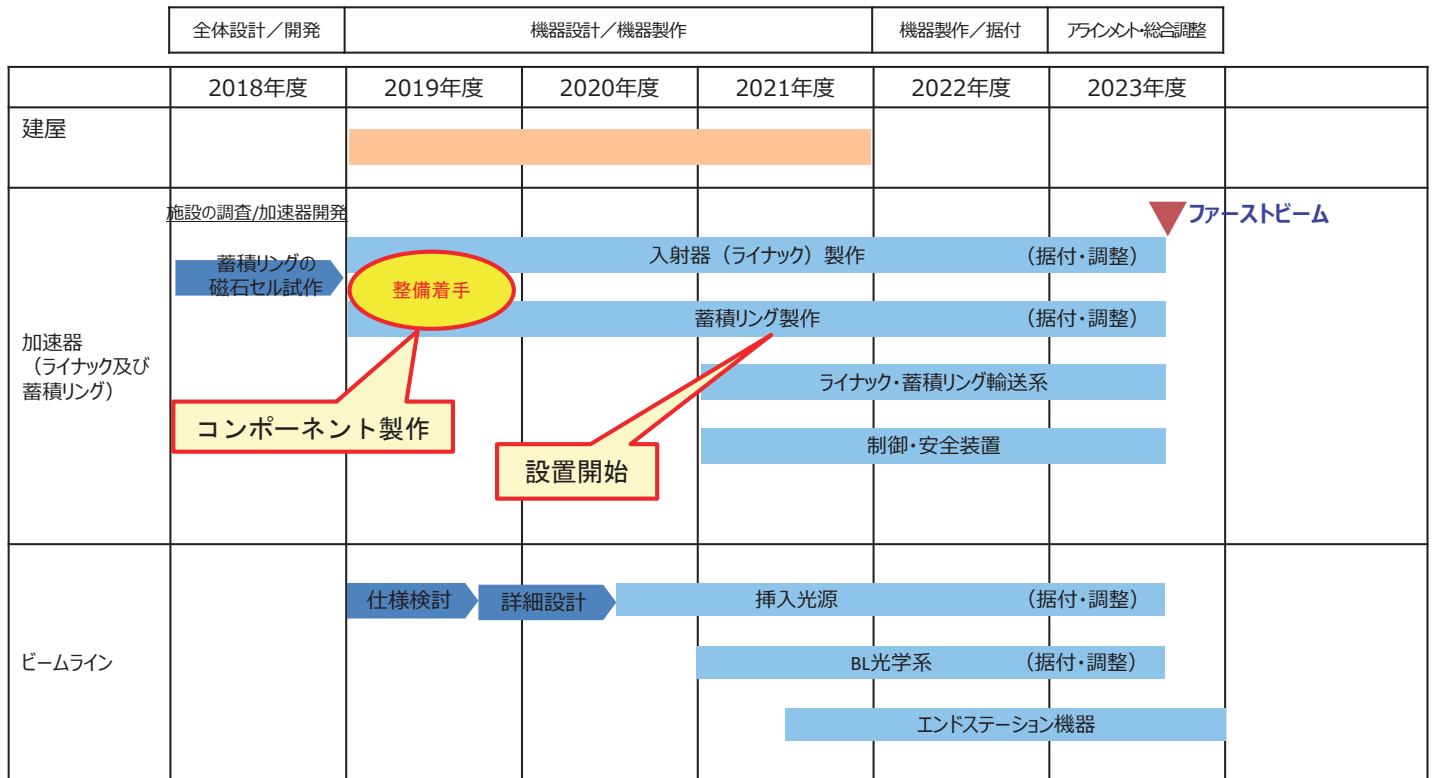 全体設計／開発
機器設計／機器製作
機器製作／据付
アラインメント・総合調整
2018年度
2019年度
2020年度
2021年度
2022年度
2023年度
建屋
加速器
（ライナック及び
蓄積リング）
施設の調査/加速器開発
ファーストビーム
蓄積リングの
磁石セル試作
整備着手
入射器（ライナック）製作
（据付・調整）
蓄積リング製作
（据付・調整）
ライナック・蓄積リング輸送系
コンポーネント製作
制御・安全装置
設置開始
ビームライン
仕様検討
詳細設計
挿入光源
（据付・調整）
BL光学系
（据付・調整）
エンドステーション機器